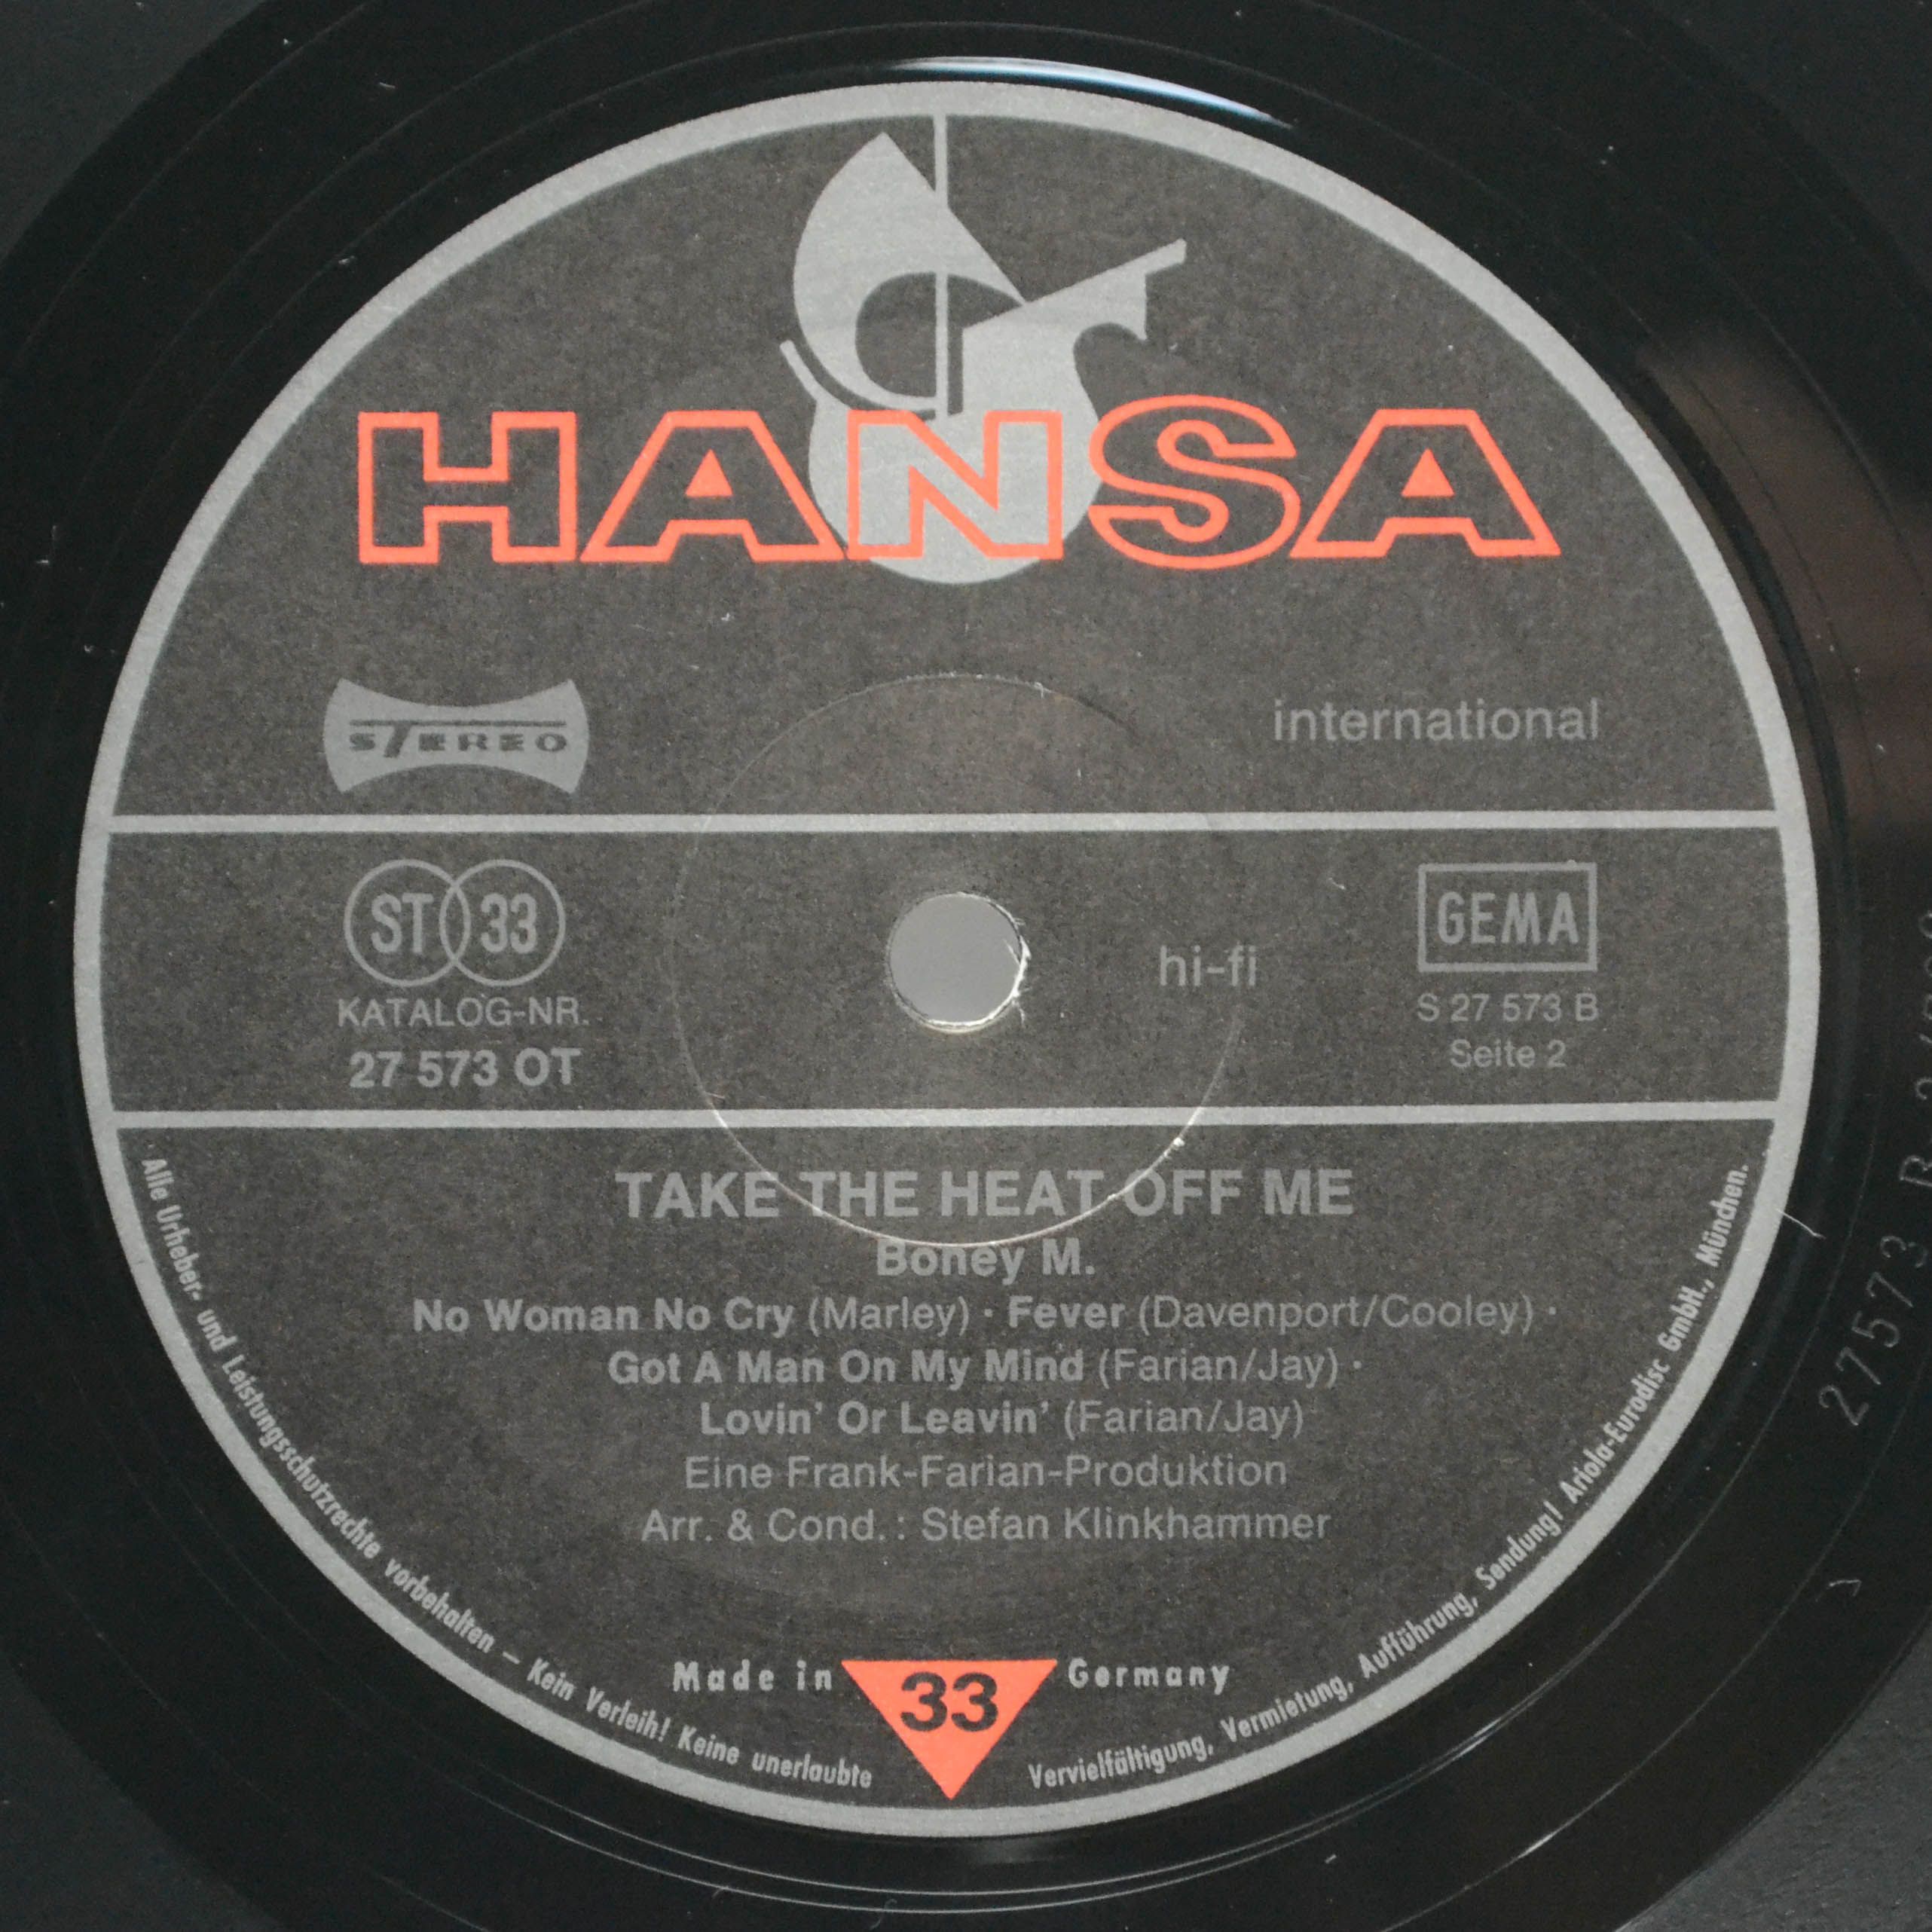 HANSA
STEREO
international
ST 33
GEMA
hi-fi
KATALOG-NR.
S 27 573 B
27 573 OT
Seite 2
TAKE THE HEAT OFF ME
Boney M.
No Woman No Cry (Marley) · Fever (Davenport/Cooley) ·
Got A Man On My Mind (Farian/Jay) ·
Lovin' Or Leavin' (Farian/Jay)
Eine Frank-Farian-Produktion
Arr. & Cond.: Stefan Klinkhammer
Made in 33 Germany
Alle Urheber- und Leistungsschutzrechte vorbehalten – Kein Verleih! Keine unerlaubte Vervielfältigung, Vermietung, Aufführung, Sendung! Ariola-Eurodisc GmbH., München.
27573 B